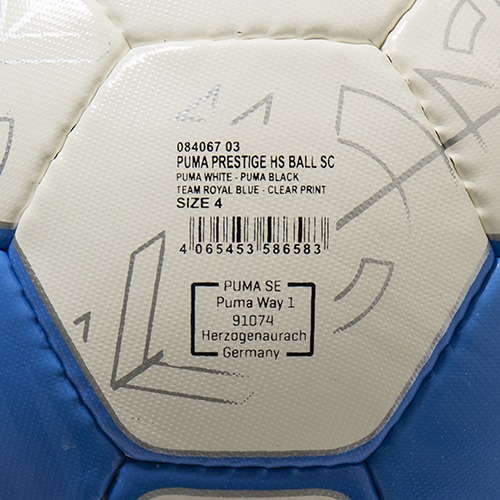 084067 03
PUMA PRESTIGE HS BALL SC
PUMA WHITE - PUMA BLACK
TEAM ROYAL BLUE - CLEAR PRINT
SIZE 4
4 065453 586583
PUMA SE
Puma Way 1
91074
Herzogenaurach
Germany